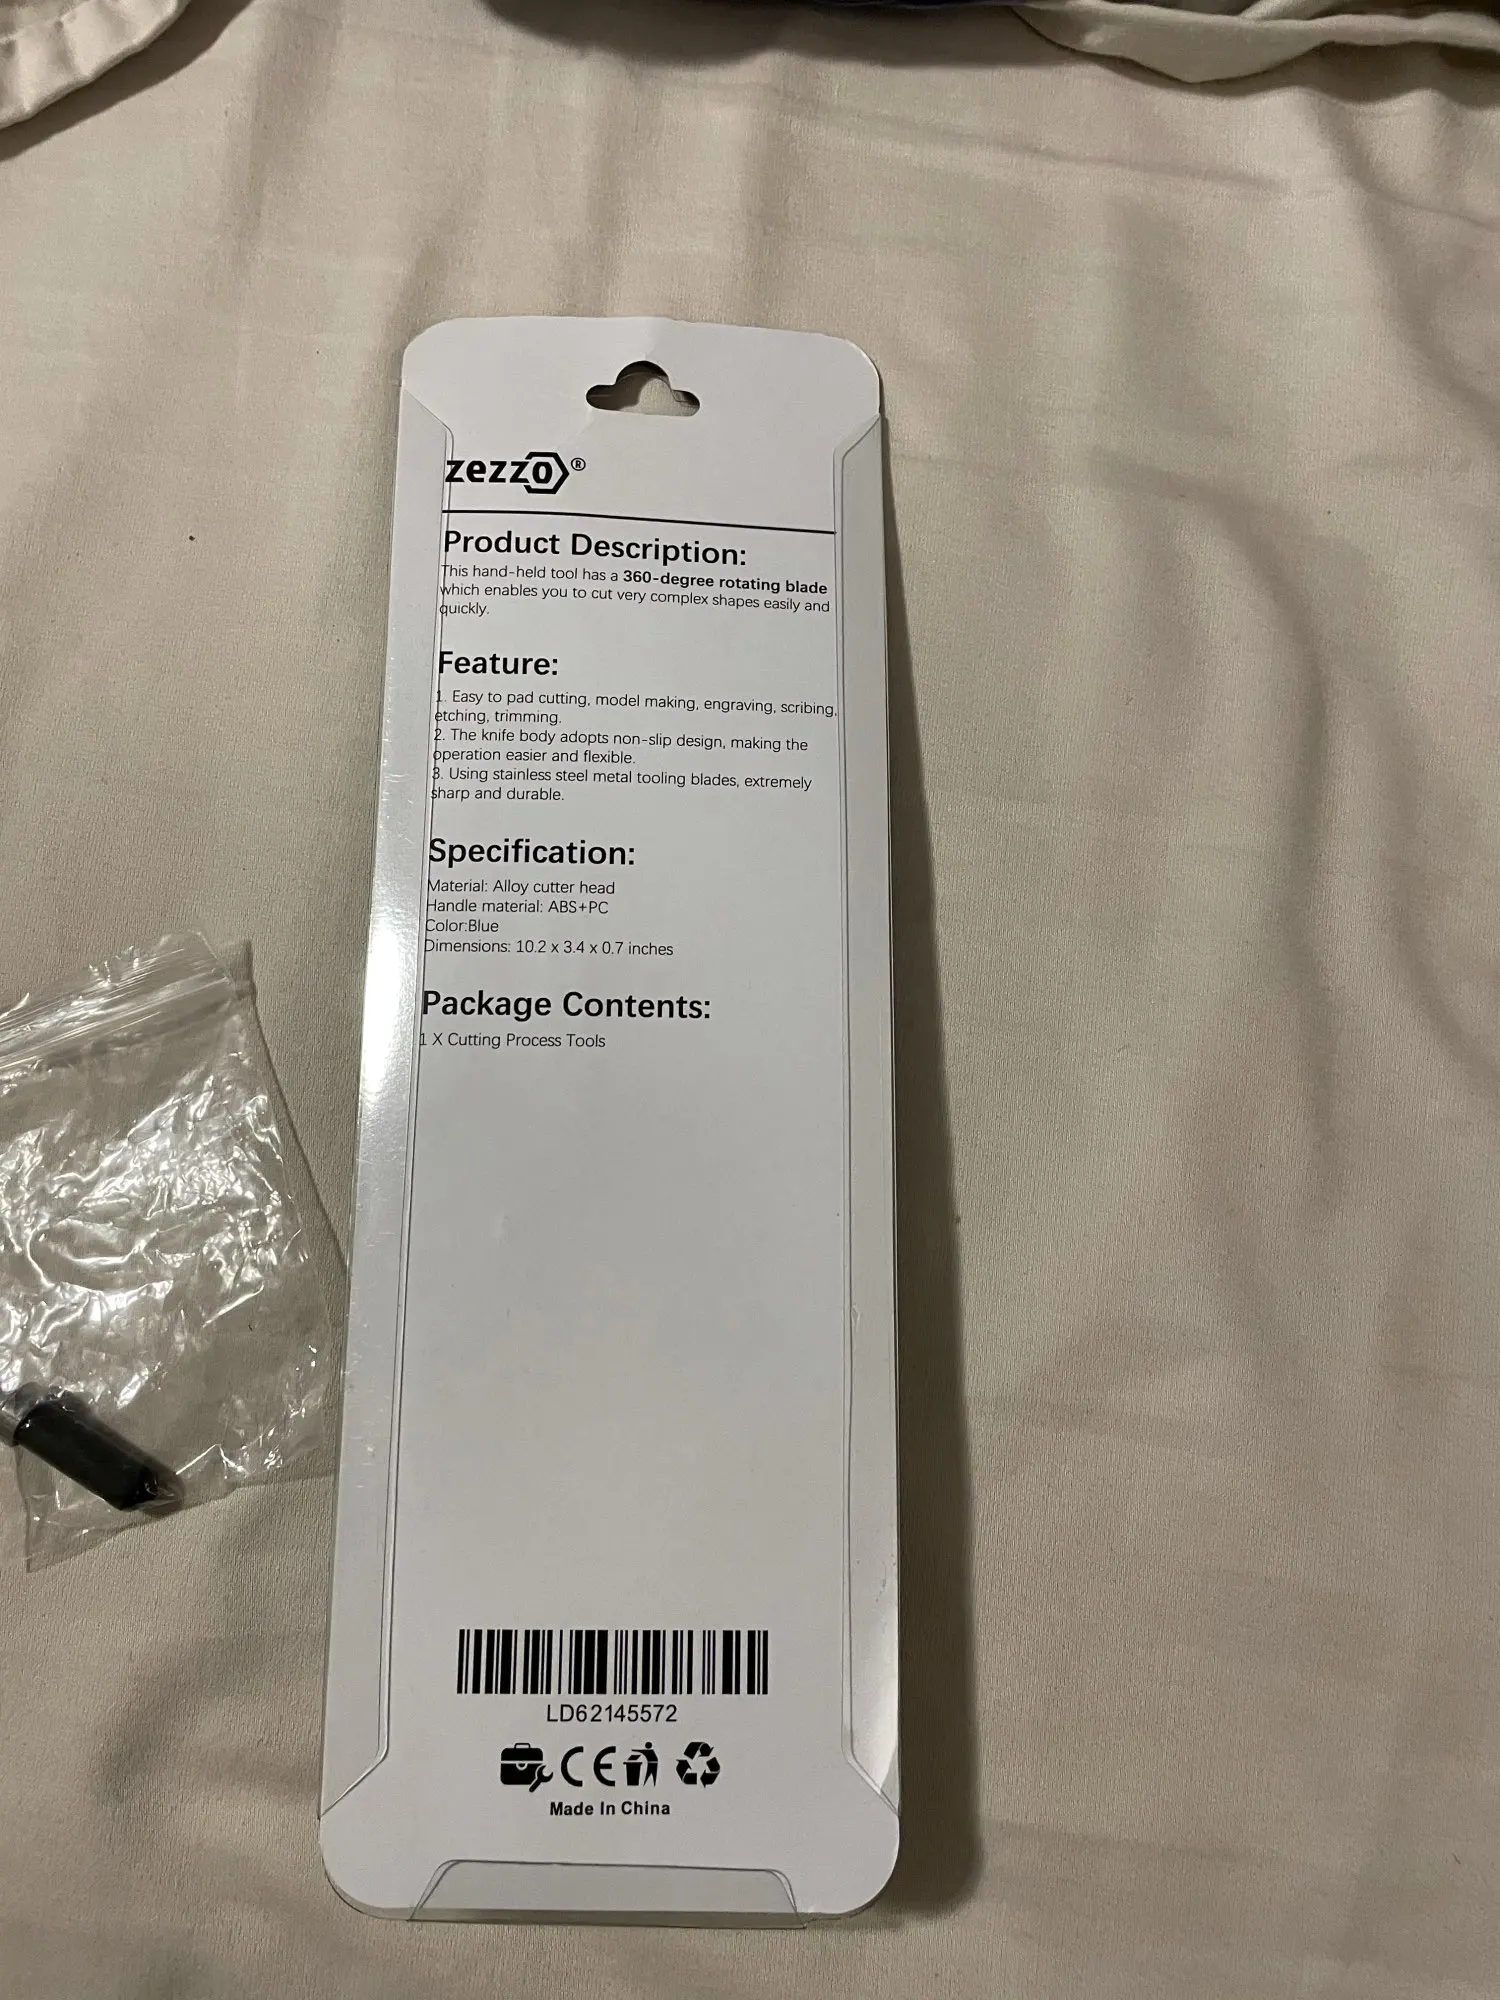 zezzo®
Product Description:
This hand-held tool has a 360-degree rotating blade
which enables you to cut very complex shapes easily and
quickly.
Feature:
1. Easy to pad cutting, model making, engraving, scribing,
etching, trimming.
2. The knife body adopts non-slip design, making the
operation easier and flexible.
3. Using stainless steel metal tooling blades, extremely
sharp and durable.
Specification:
Material: Alloy cutter head
Handle material: ABS+PC
Color:Blue
Dimensions: 10.2 x 3.4 x 0.7 inches
Package Contents:
1 X Cutting Process Tools
LD62145572
CE
Made In China